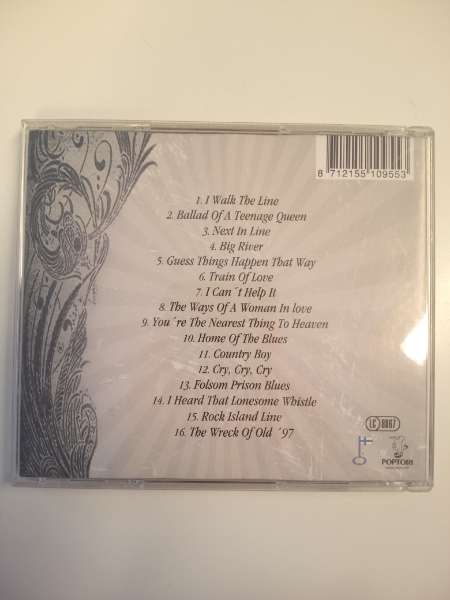 8 712155 109553
1. I Walk The Line
2. Ballad Of A Teenage Queen
3. Next In Line
4. Big River
5. Guess Things Happen That Way
6. Train Of Love
7. I Can´t Help It
8. The Ways Of A Woman In love
9. You´re The Nearest Thing To Heaven
10. Home Of The Blues
11. Country Boy
12. Cry, Cry, Cry
13. Folsom Prison Blues
14. I Heard That Lonesome Whistle
15. Rock Island Line
16. The Wreck Of Old ´97
LC 8867
POPTORI